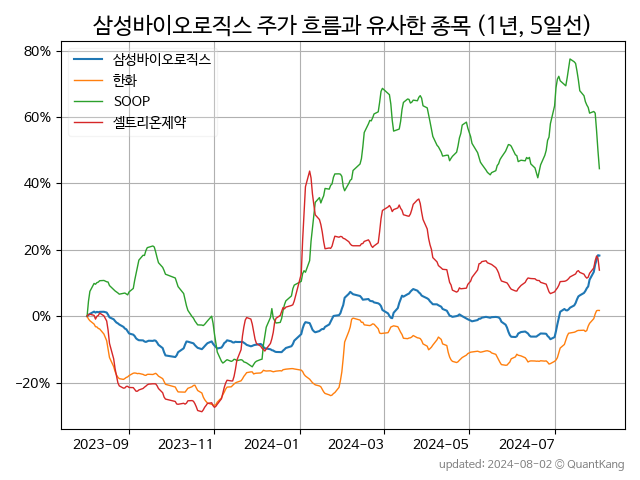 삼성바이오로직스 주가 흐름과 유사한 종목 (1년, 5일선)
삼성바이오로직스
한화
SOOP
셀트리온제약
80%
60%
40%
20%
0%
−20%
2023-09
2023-11
2024-01
2024-03
2024-05
2024-07
updated: 2024-08-02 © QuantKang